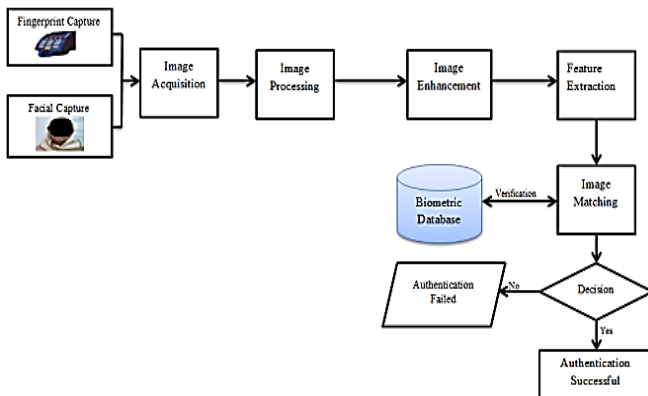 Fingerprint Capture
Facial Capture
Image
Acquisition
Image
Processing
Image
Enhancement
Feature
Extraction
Image
Matching
Verification
Biometric
Database
Decision
No
Authentication
Failed
Yes
Authentication
Successful